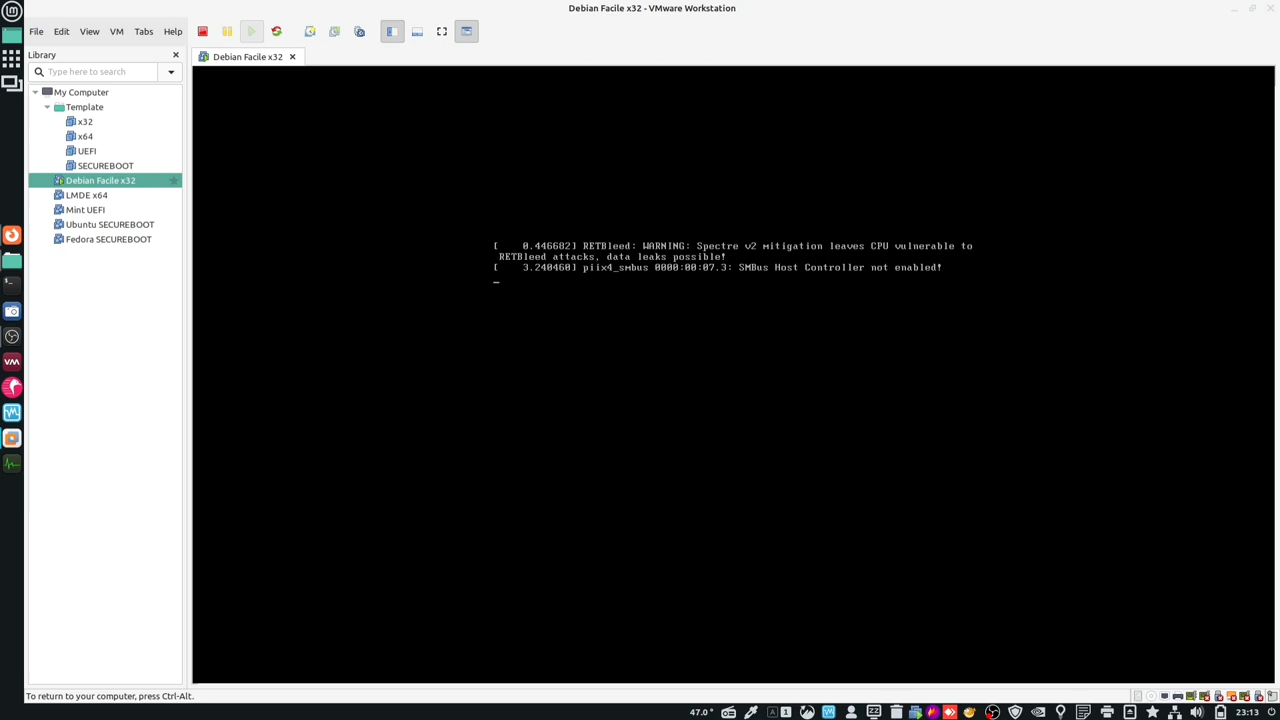 Debian Facile x32 - VMware Workstation
File Edit View VM Tabs Help
Library
Debian Facile x32
Type here to search
My Computer
Template
x32
x64
UEFI
SECUREBOOT
Debian Facile x32
LMDE x64
Mint UEFI
Ubuntu SECUREBOOT
Fedora SECUREBOOT
[    0.446682] RETBleed: WARNING: Spectre v2 mitigation leaves CPU vulnerable to
RETBleed attacks, data leaks possible!
[    3.240460] piix4_smbus 0000:00:07.3: SMBus Host Controller not enabled!
_
To return to your computer, press Ctrl-Alt.
47.0° A 1 23:13